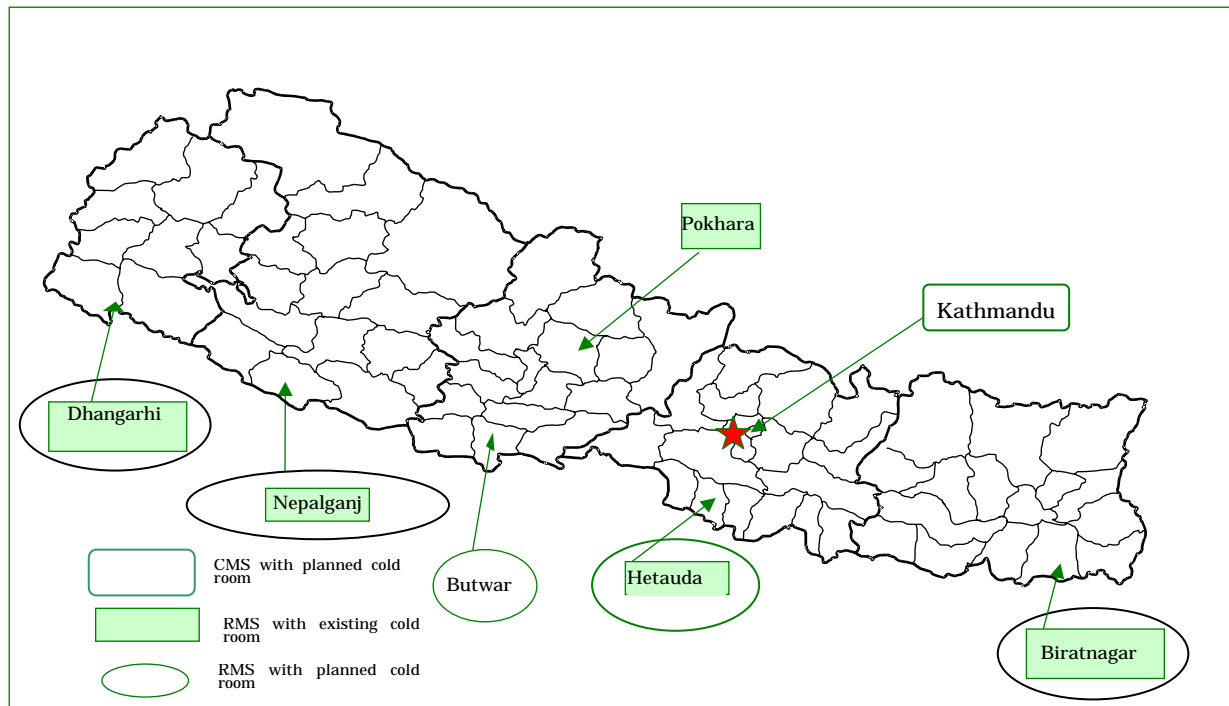 Pokhara
Kathmandu
Dhangarhi
Nepalganj
Butwar
Hetauda
Biratnagar
CMS with planned cold
room
RMS with existing cold
room
RMS with planned cold
room